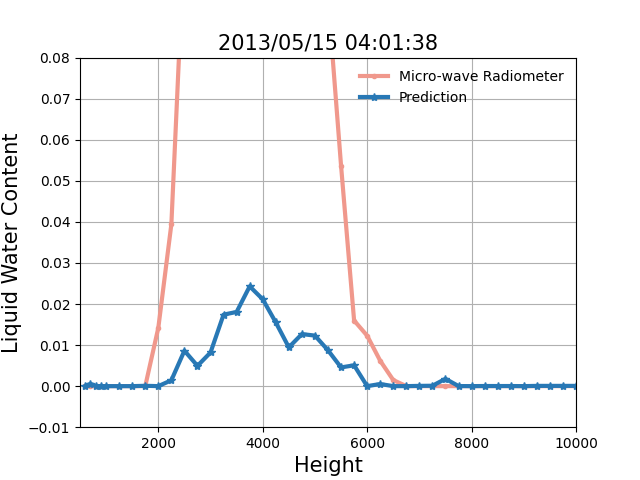 2013/05/15 04:01:38
Micro-wave Radiometer
Prediction
Liquid Water Content
0.08
0.07
0.06
0.05
0.04
0.03
0.02
0.01
0.00
−0.01
2000 4000 6000 8000 10000
Height